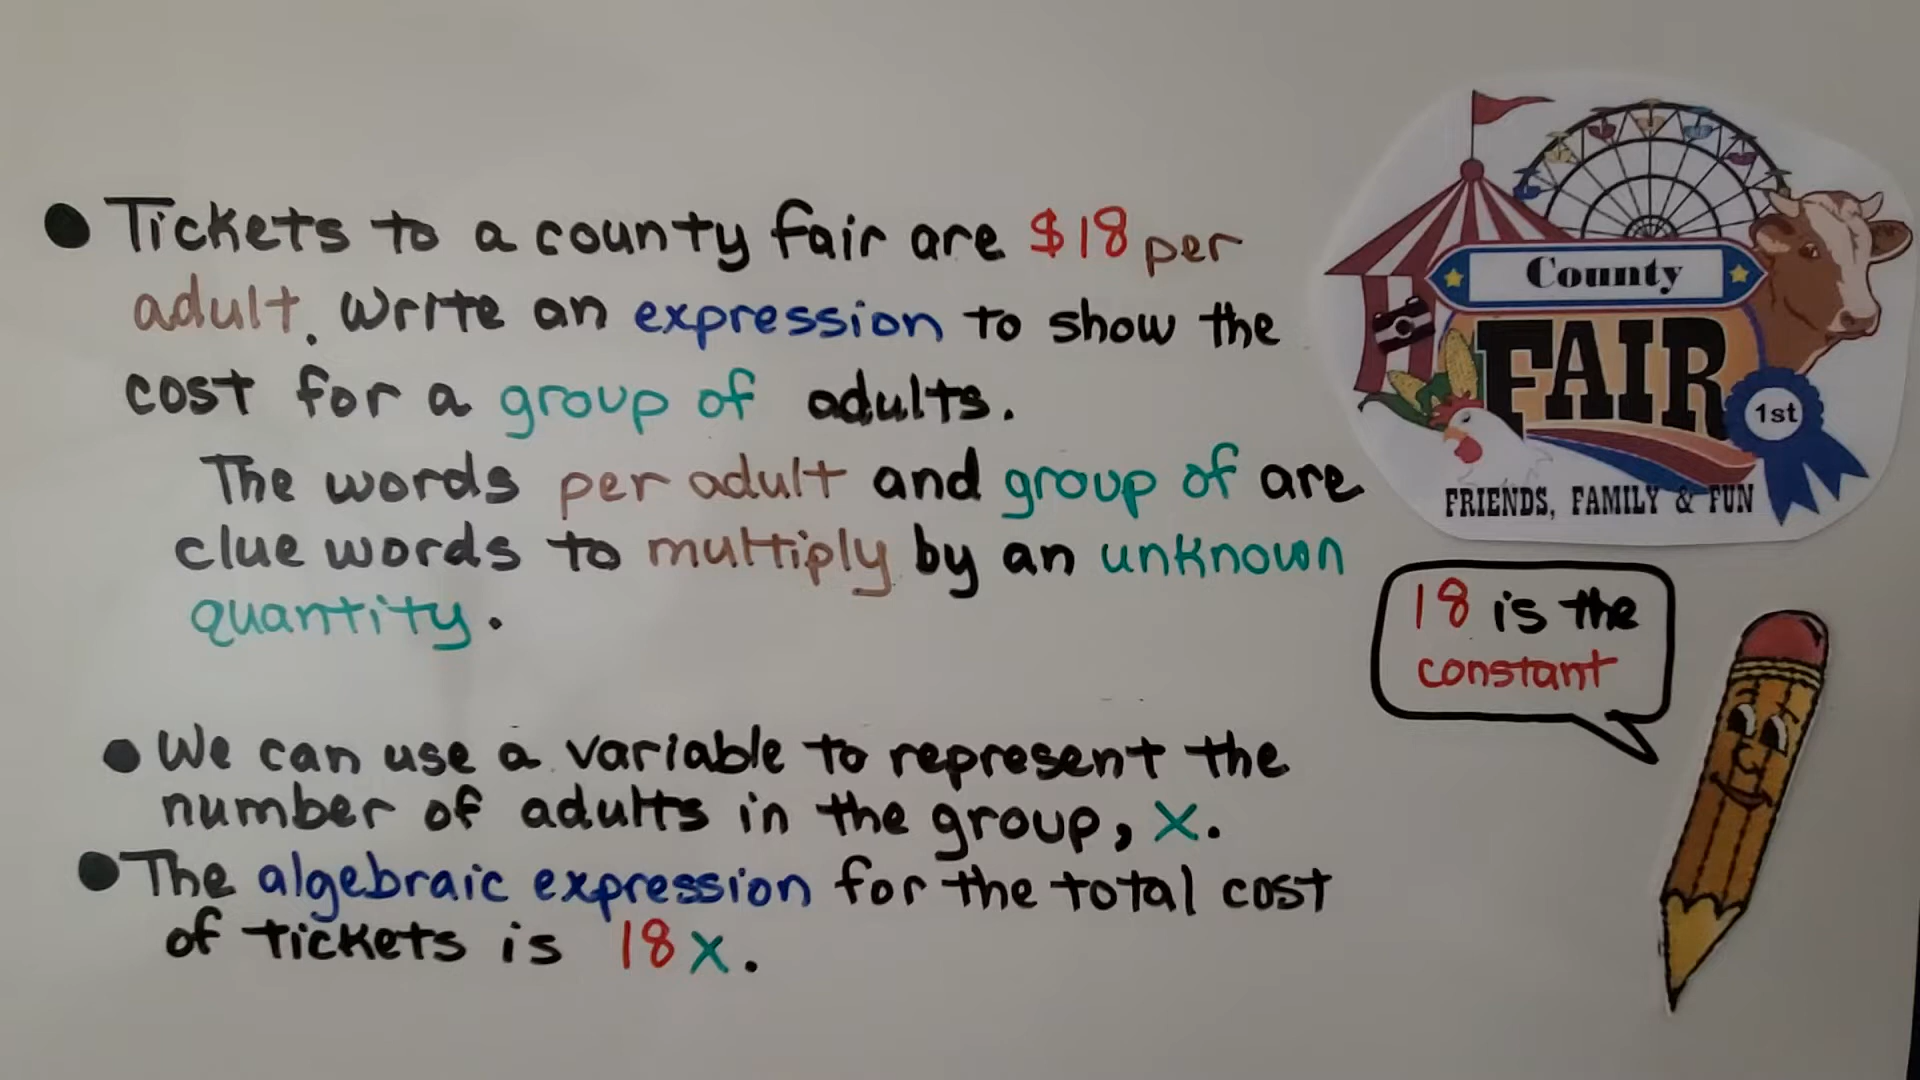 Tickets to a county fair are $18 per
adult. Write an expression to show the
cost for a group of adults.
The words per adult and group of are
clue words to multiply by an unknown
quantity.
County
FAIR
1st
FRIENDS, FAMILY & FUN
18 is the
constant
We can use a variable to represent the
number of adults in the group, x.
The algebraic expression for the total cost
of tickets is 18x.